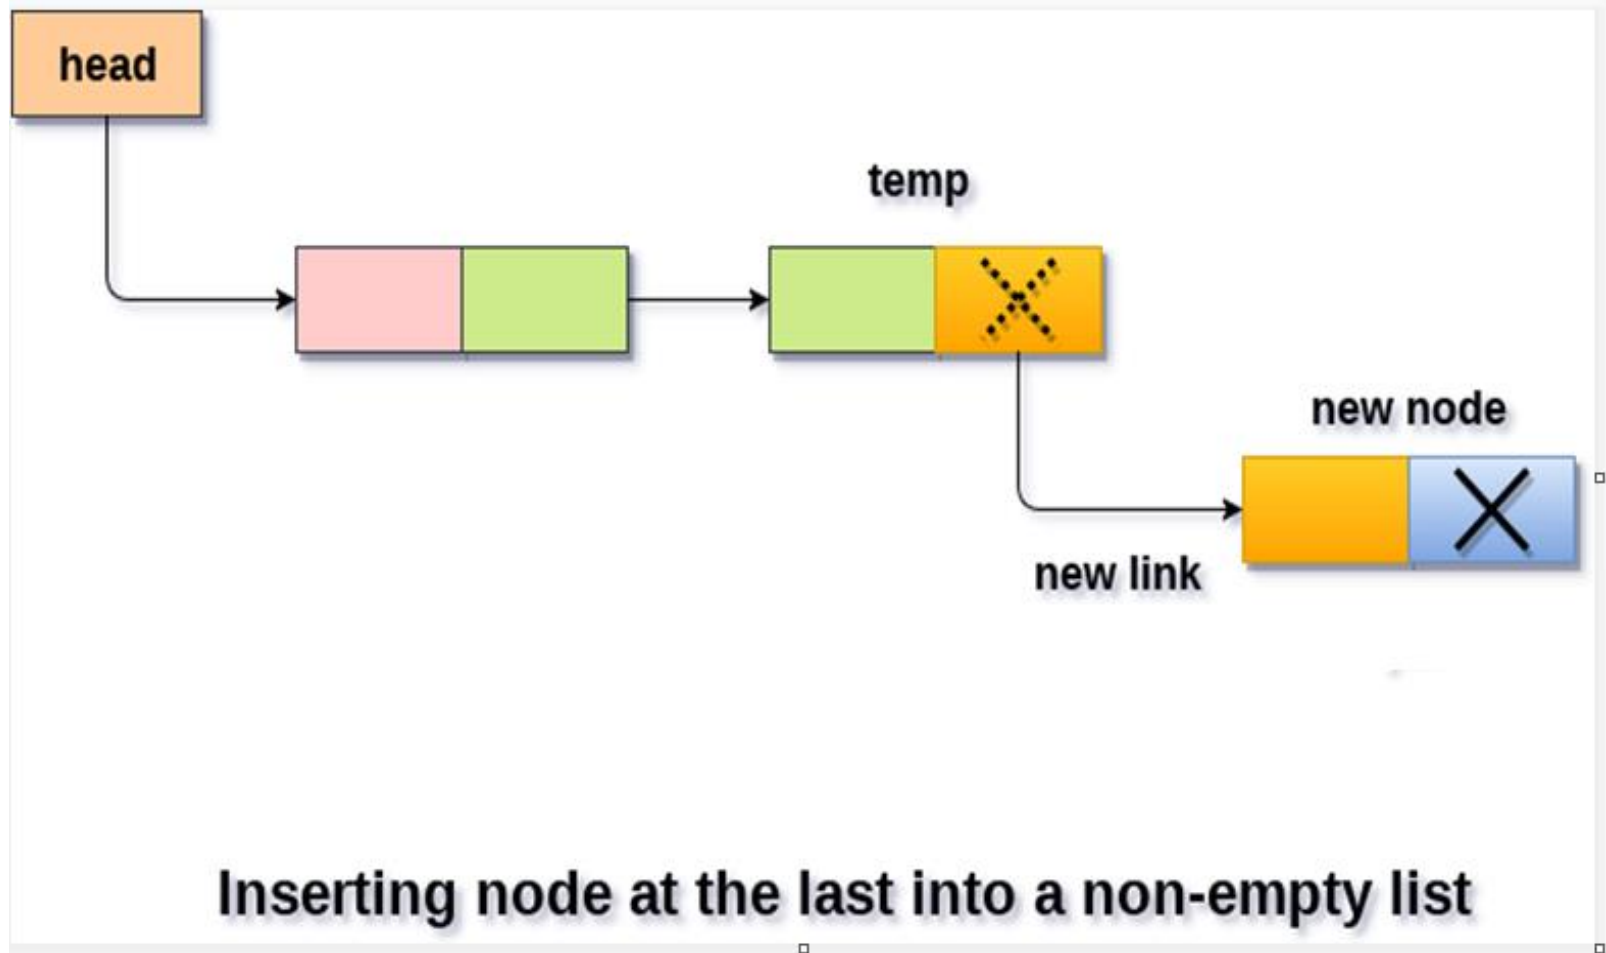 head
temp
new node
new link
Inserting node at the last into a non-empty list